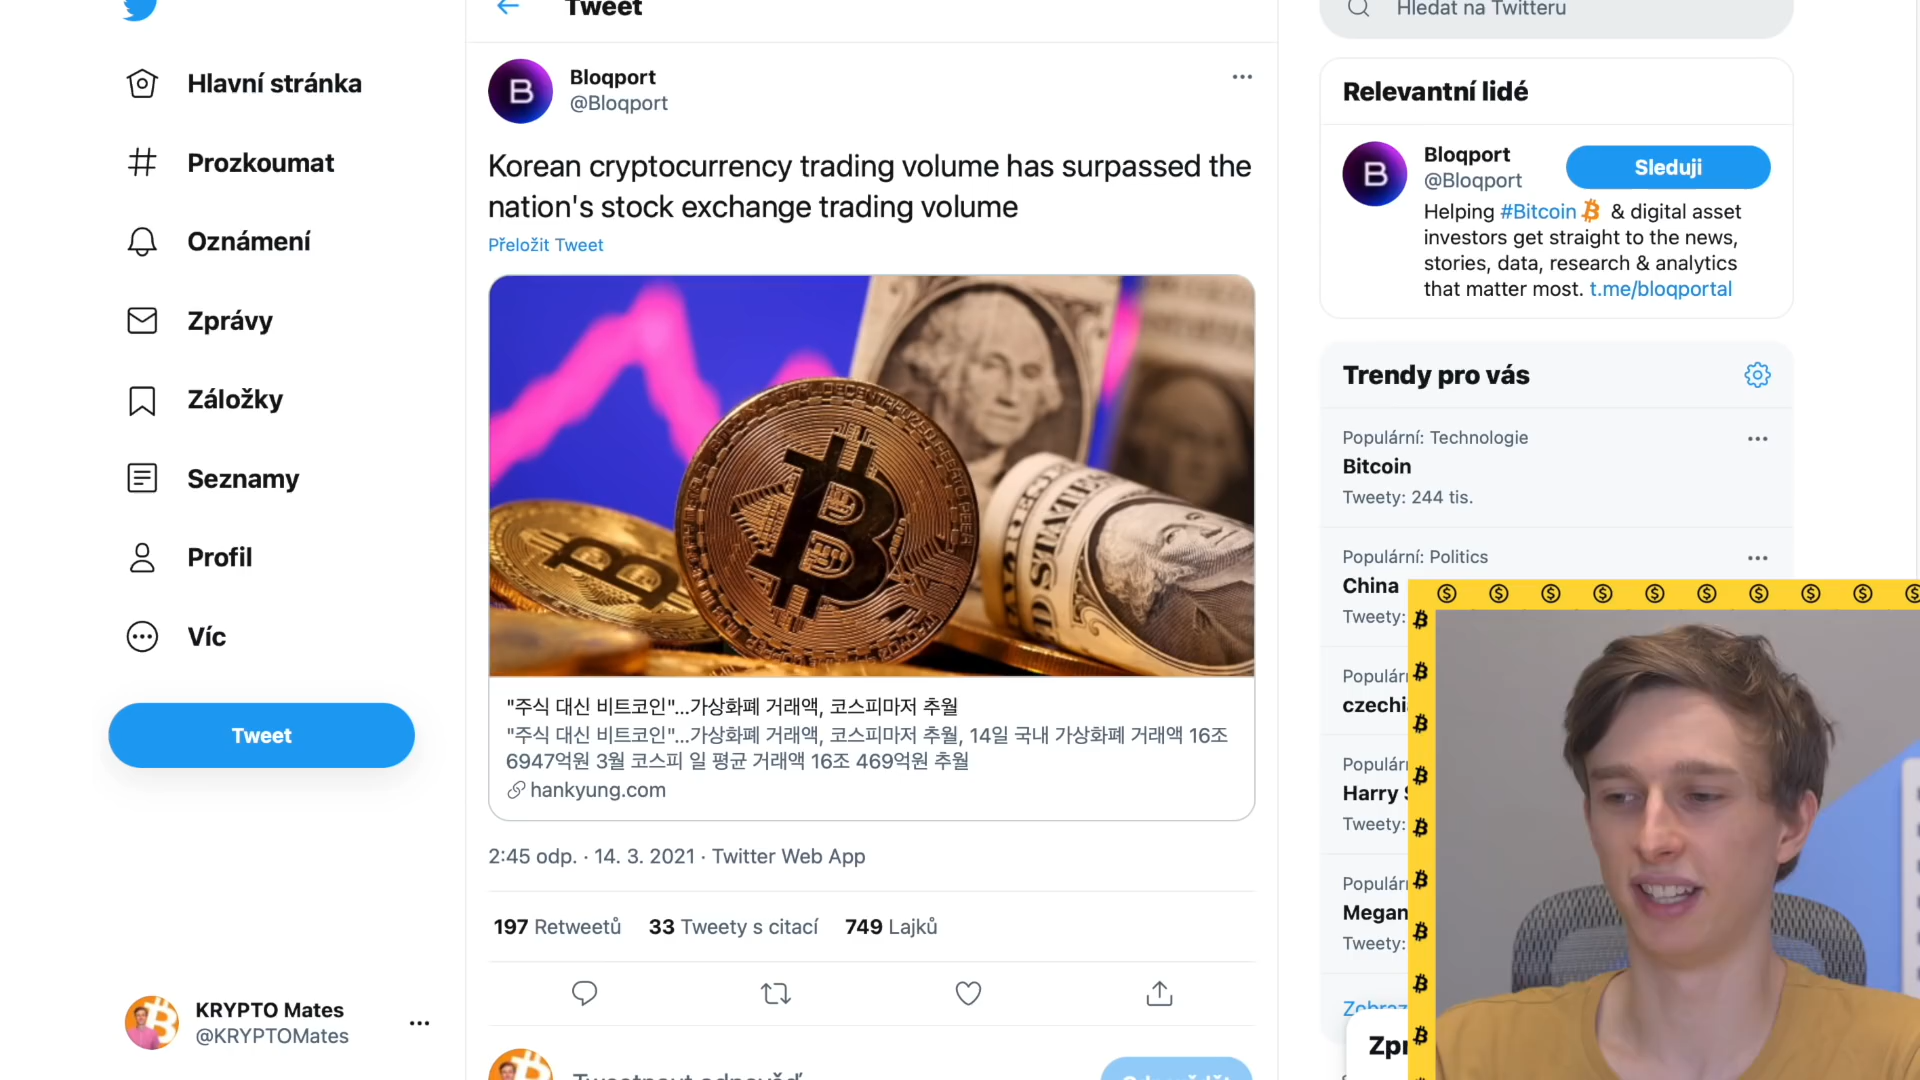 Tweet
Hledat na Twitteru
Hlavní stránka
Prozkoumat
Oznámení
Zprávy
Záložky
Seznamy
Profil
Víc
Tweet
KRYPTO Mates
@KRYPTOMates
Bloqport
@Bloqport
Korean cryptocurrency trading volume has surpassed the
nation's stock exchange trading volume
Přeložit Tweet
"주식 대신 비트코인"...가상화폐 거래액, 코스피마저 추월
"주식 대신 비트코인"...가상화폐 거래액, 코스피마저 추월, 14일 국내 가상화폐 거래액 16조
6947억원 3월 코스피 일 평균 거래액 16조 469억원 추월
hankyung.com
2:45 odp. · 14. 3. 2021 · Twitter Web App
197 Retweetů 33 Tweety s citací 749 Lajků
Relevantní lidé
Bloqport
@Bloqport
Sleduji
Helping #Bitcoin & digital asset
investors get straight to the news,
stories, data, research & analytics
that matter most. t.me/bloqportal
Trendy pro vás
Populární: Technologie
Bitcoin
Tweety: 244 tis.
Populární: Politics
China
Tweety:
Populár
czechi
Populár
Harry
Tweety:
Populár
Megan
Tweety: